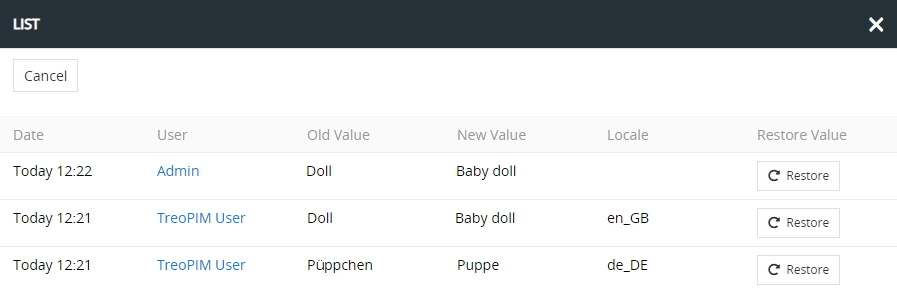 LIST
Cancel
Date User Old Value New Value Locale Restore Value
Today 12:22 Admin Doll Baby doll Restore
Today 12:21 TreoPIM User Doll Baby doll en_GB Restore
Today 12:21 TreoPIM User Püppchen Puppe de_DE Restore